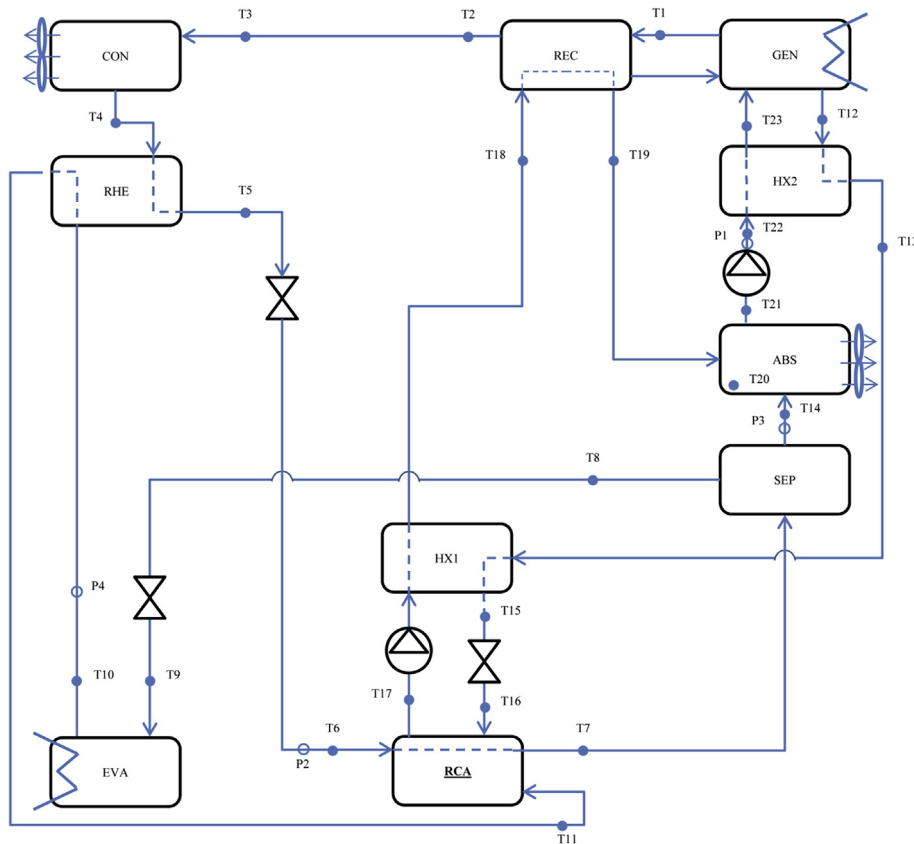 T3
T2
T1
CON
REC
GEN
T4
T18
T19
T23
T12
RHE
T5
HX2
P1
T22
T13
T21
ABS
T20
T14
P3
T8
SEP
HX1
P4
T15
T10
T9
T17
T16
T6
T7
P2
EVA
RCA
T11